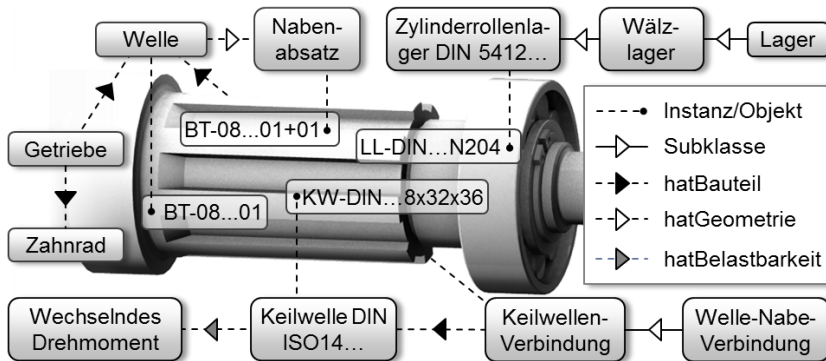 Welle
Naben-
absatz
Zylinderrollenla-
ger DIN 5412...
Wälz-
lager
Lager
BT-08...01+01
LL-DIN...N204
Getriebe
KW-DIN...8x32x36
BT-08...01
Zahnrad
Instanz/Objekt
Subklasse
hatBauteil
hatGeometrie
hatBelastbarkeit
Wechselndes
Drehmoment
Keilwelle DIN
ISO14...
Keilwellen-
Verbindung
Welle-Nabe-
Verbindung